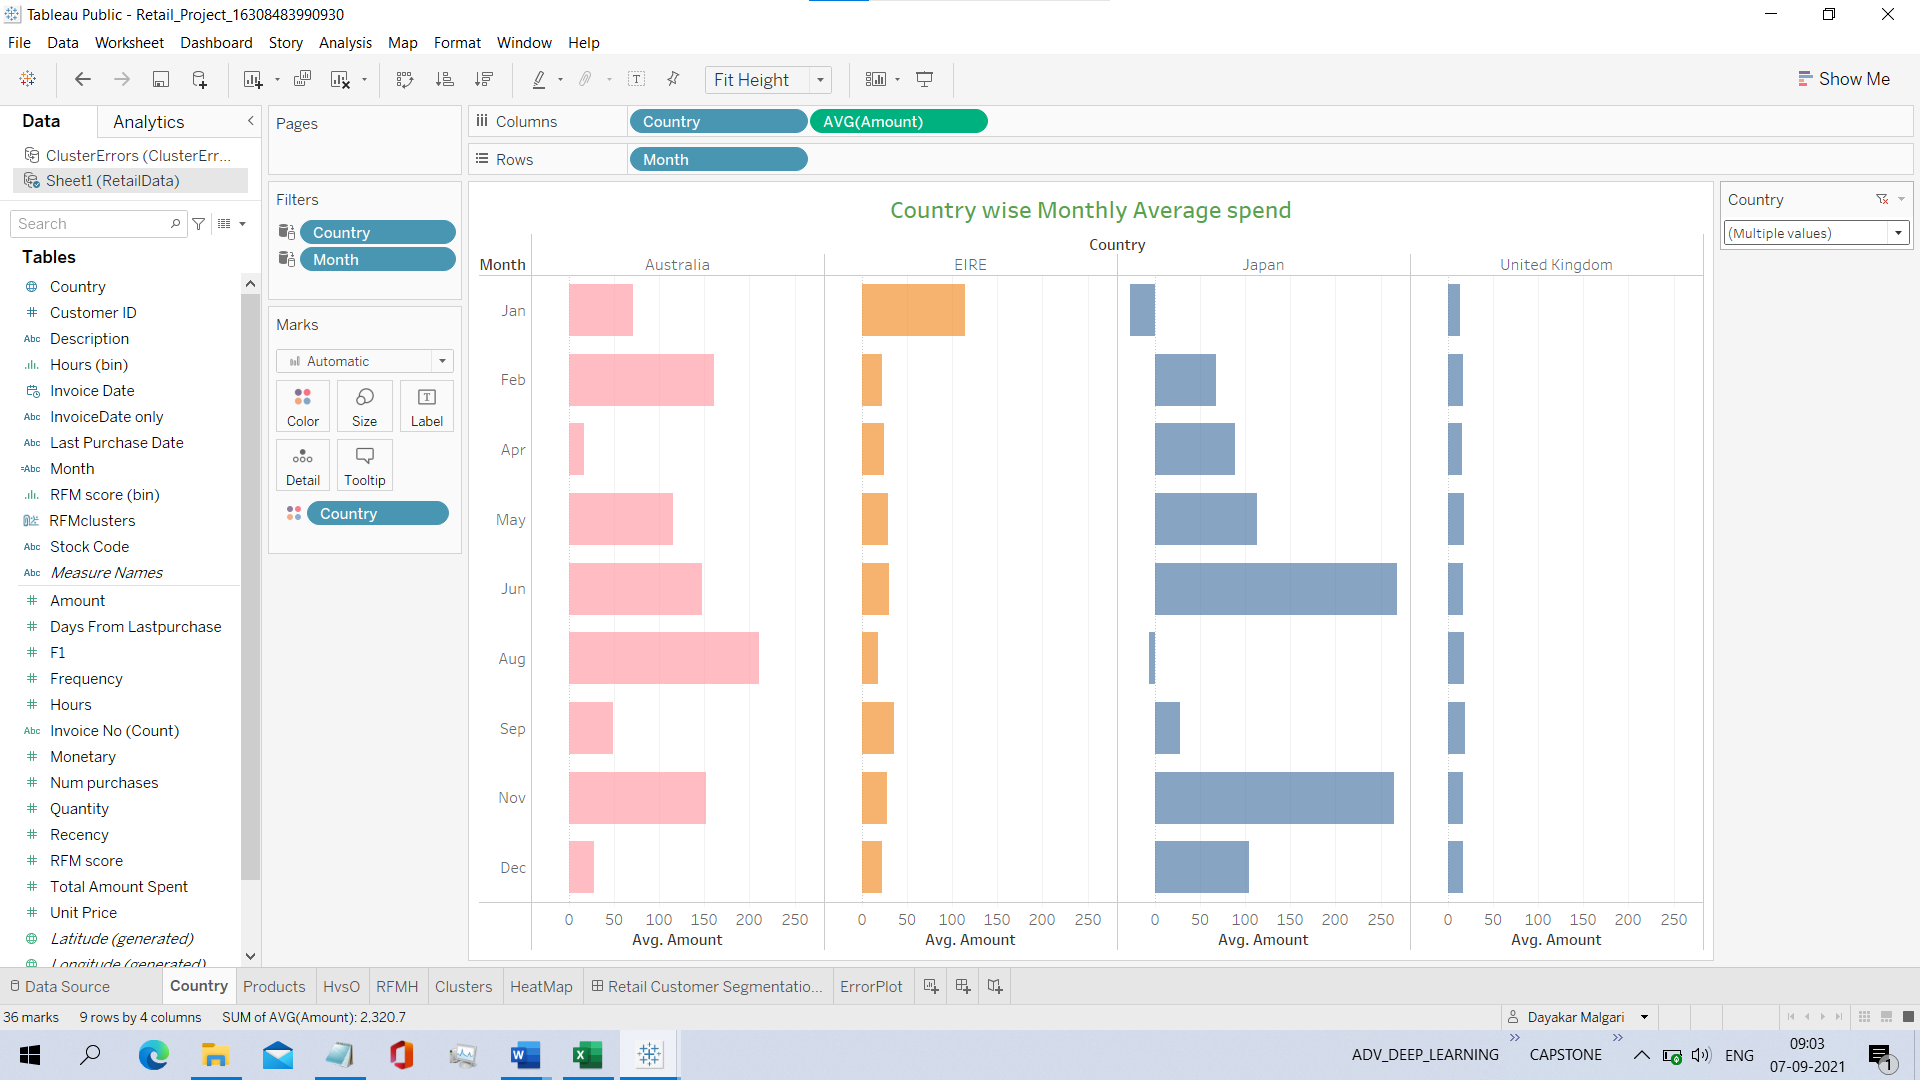 Tableau Public - Retail_Project_16308483990930
File Data Worksheet Dashboard Story Analysis Map Format Window Help
Fit Height
Show Me
Data Analytics
ClusterErrors (ClusterErr...
Sheet1 (RetailData)
Search
Tables
Country
Customer ID
Abc Description
Hours (bin)
Invoice Date
Abc InvoiceDate only
Abc Last Purchase Date
=Abc Month
RFM score (bin)
RFMclusters
Abc Stock Code
Abc Measure Names
# Amount
# Days From Lastpurchase
# F1
# Frequency
# Hours
Abc Invoice No (Count)
# Monetary
# Num purchases
# Quantity
# Recency
# RFM score
# Total Amount Spent
# Unit Price
Latitude (generated)
Longitude (generated)
Pages
Filters
Country
Month
Marks
Automatic
Color Size Label
Detail Tooltip
Country
Columns Country AVG(Amount)
Rows Month
Country wise Monthly Average spend
Country
Month Australia EIRE Japan United Kingdom
Jan
Feb
Apr
May
Jun
Aug
Sep
Nov
Dec
0 50 100 150 200 250 0 50 100 150 200 250 0 50 100 150 200 250 0 50 100 150 200 250
Avg. Amount Avg. Amount Avg. Amount Avg. Amount
Country
(Multiple values)
Data Source Country Products HvsO RFMH Clusters HeatMap Retail Customer Segmentatio... ErrorPlot
36 marks 9 rows by 4 columns SUM of AVG(Amount): 2,320.7
Dayakar Malgari
ADV_DEEP_LEARNING CAPSTONE ENG
09:03
07-09-2021
1